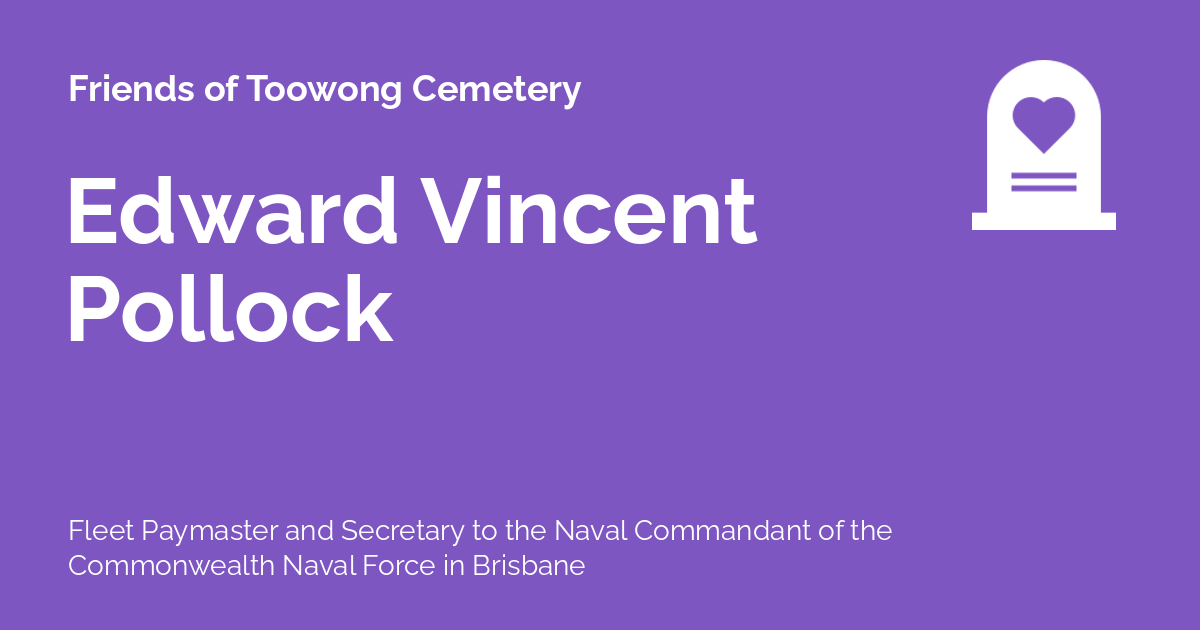 Friends of Toowong Cemetery
Edward Vincent
Pollock
Fleet Paymaster and Secretary to the Naval Commandant of the
Commonwealth Naval Force in Brisbane